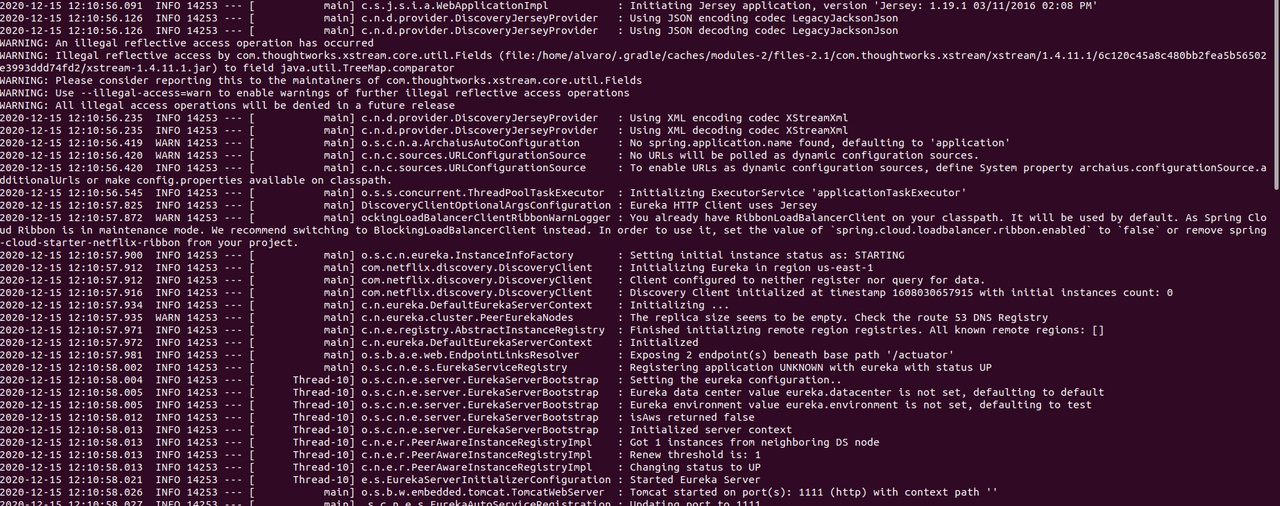 2020-12-15 12:10:56.091  INFO 14253 --- [           main] c.s.j.s.i.a.WebApplicationImpl           : Initiating Jersey application, version 'Jersey: 1.19.1 03/11/2016 02:08 PM'
2020-12-15 12:10:56.126  INFO 14253 --- [           main] c.n.d.provider.DiscoveryJerseyProvider   : Using JSON encoding codec LegacyJacksonJson
2020-12-15 12:10:56.126  INFO 14253 --- [           main] c.n.d.provider.DiscoveryJerseyProvider   : Using JSON decoding codec LegacyJacksonJson
WARNING: An illegal reflective access operation has occurred
WARNING: Illegal reflective access by com.thoughtworks.xstream.core.util.Fields (file:/home/alvaro/.gradle/caches/modules-2/files-2.1/com.thoughtworks.xstream/xstream/1.4.11.1/6c120c45a8c480bb2fea5b56502
e3993ddd74fd2/xstream-1.4.11.1.jar) to field java.util.TreeMap.comparator
WARNING: Please consider reporting this to the maintainers of com.thoughtworks.xstream.core.util.Fields
WARNING: Use --illegal-access=warn to enable warnings of further illegal reflective access operations
WARNING: All illegal access operations will be denied in a future release
2020-12-15 12:10:56.235  INFO 14253 --- [           main] c.n.d.provider.DiscoveryJerseyProvider   : Using XML encoding codec XStreamXml
2020-12-15 12:10:56.235  INFO 14253 --- [           main] c.n.d.provider.DiscoveryJerseyProvider   : Using XML decoding codec XStreamXml
2020-12-15 12:10:56.419  WARN 14253 --- [           main] o.s.c.n.a.ArchaiusAutoConfiguration      : No spring.application.name found, defaulting to 'application'
2020-12-15 12:10:56.420  WARN 14253 --- [           main] c.n.c.sources.URLConfigurationSource     : No URLs will be polled as dynamic configuration sources.
2020-12-15 12:10:56.420  INFO 14253 --- [           main] c.n.c.sources.URLConfigurationSource     : To enable URLs as dynamic configuration sources, define System property archaius.configurationSource.a
dditionalUrls or make config.properties available on classpath.
2020-12-15 12:10:56.545  INFO 14253 --- [           main] o.s.s.concurrent.ThreadPoolTaskExecutor  : Initializing ExecutorService 'applicationTaskExecutor'
2020-12-15 12:10:57.825  INFO 14253 --- [           main] DiscoveryClientOptionalArgsConfiguration : Eureka HTTP Client uses Jersey
2020-12-15 12:10:57.872  WARN 14253 --- [           main] ockingLoadBalancerClientRibbonWarnLogger : You already have RibbonLoadBalancerClient on your classpath. It will be used by default. As Spring Clo
ud Ribbon is in maintenance mode. We recommend switching to BlockingLoadBalancerClient instead. In order to use it, set the value of `spring.cloud.loadbalancer.ribbon.enabled` to `false` or remove spring
-cloud-starter-netflix-ribbon from your project.
2020-12-15 12:10:57.900  INFO 14253 --- [           main] o.s.c.n.eureka.InstanceInfoFactory       : Setting initial instance status as: STARTING
2020-12-15 12:10:57.912  INFO 14253 --- [           main] com.netflix.discovery.DiscoveryClient    : Initializing Eureka in region us-east-1
2020-12-15 12:10:57.912  INFO 14253 --- [           main] com.netflix.discovery.DiscoveryClient    : Client configured to neither register nor query for data.
2020-12-15 12:10:57.916  INFO 14253 --- [           main] com.netflix.discovery.DiscoveryClient    : Discovery Client initialized at timestamp 1608030657915 with initial instances count: 0
2020-12-15 12:10:57.934  INFO 14253 --- [           main] c.n.eureka.DefaultEurekaServerContext    : Initializing ...
2020-12-15 12:10:57.935  WARN 14253 --- [           main] c.n.eureka.cluster.PeerEurekaNodes       : The replica size seems to be empty. Check the route 53 DNS Registry
2020-12-15 12:10:57.971  INFO 14253 --- [           main] c.n.e.registry.AbstractInstanceRegistry  : Finished initializing remote region registries. All known remote regions: []
2020-12-15 12:10:57.972  INFO 14253 --- [           main] c.n.eureka.DefaultEurekaServerContext    : Initialized
2020-12-15 12:10:57.981  INFO 14253 --- [           main] o.s.b.a.e.web.EndpointLinksResolver      : Exposing 2 endpoint(s) beneath base path '/actuator'
2020-12-15 12:10:58.002  INFO 14253 --- [           main] o.s.c.n.e.s.EurekaServiceRegistry        : Registering application UNKNOWN with eureka with status UP
2020-12-15 12:10:58.004  INFO 14253 --- [      Thread-10] o.s.c.n.e.server.EurekaServerBootstrap   : Setting the eureka configuration..
2020-12-15 12:10:58.005  INFO 14253 --- [      Thread-10] o.s.c.n.e.server.EurekaServerBootstrap   : Eureka data center value eureka.datacenter is not set, defaulting to default
2020-12-15 12:10:58.005  INFO 14253 --- [      Thread-10] o.s.c.n.e.server.EurekaServerBootstrap   : Eureka environment value eureka.environment is not set, defaulting to test
2020-12-15 12:10:58.012  INFO 14253 --- [      Thread-10] o.s.c.n.e.server.EurekaServerBootstrap   : isAws returned false
2020-12-15 12:10:58.013  INFO 14253 --- [      Thread-10] o.s.c.n.e.server.EurekaServerBootstrap   : Initialized server context
2020-12-15 12:10:58.013  INFO 14253 --- [      Thread-10] c.n.e.r.PeerAwareInstanceRegistryImpl    : Got 1 instances from neighboring DS node
2020-12-15 12:10:58.013  INFO 14253 --- [      Thread-10] c.n.e.r.PeerAwareInstanceRegistryImpl    : Renew threshold is: 1
2020-12-15 12:10:58.013  INFO 14253 --- [      Thread-10] c.n.e.r.PeerAwareInstanceRegistryImpl    : Changing status to UP
2020-12-15 12:10:58.021  INFO 14253 --- [      Thread-10] e.s.EurekaServerInitializerConfiguration : Started Eureka Server
2020-12-15 12:10:58.026  INFO 14253 --- [           main] o.s.b.w.embedded.tomcat.TomcatWebServer  : Tomcat started on port(s): 1111 (http) with context path ''
2020-12-15 12:10:58.027  INFO 14253 --- [           main] .s.c.n.e.s.EurekaAutoServiceRegistration : Updating port to 1111